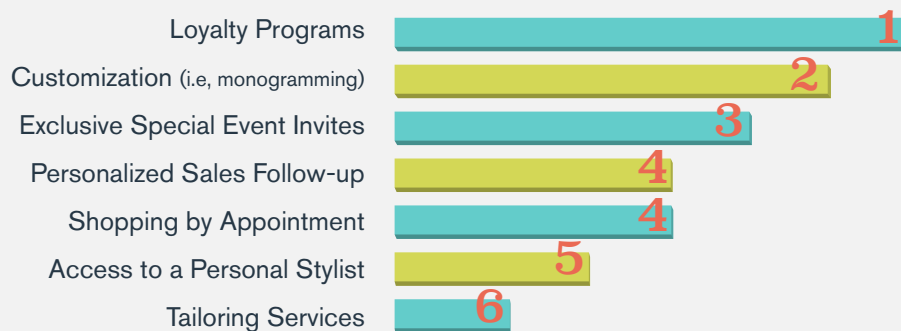 Loyalty Programs 1
Customization (i.e, monogramming) 2
Exclusive Special Event Invites 3
Personalized Sales Follow-up 4
Shopping by Appointment 4
Access to a Personal Stylist 5
Tailoring Services 6